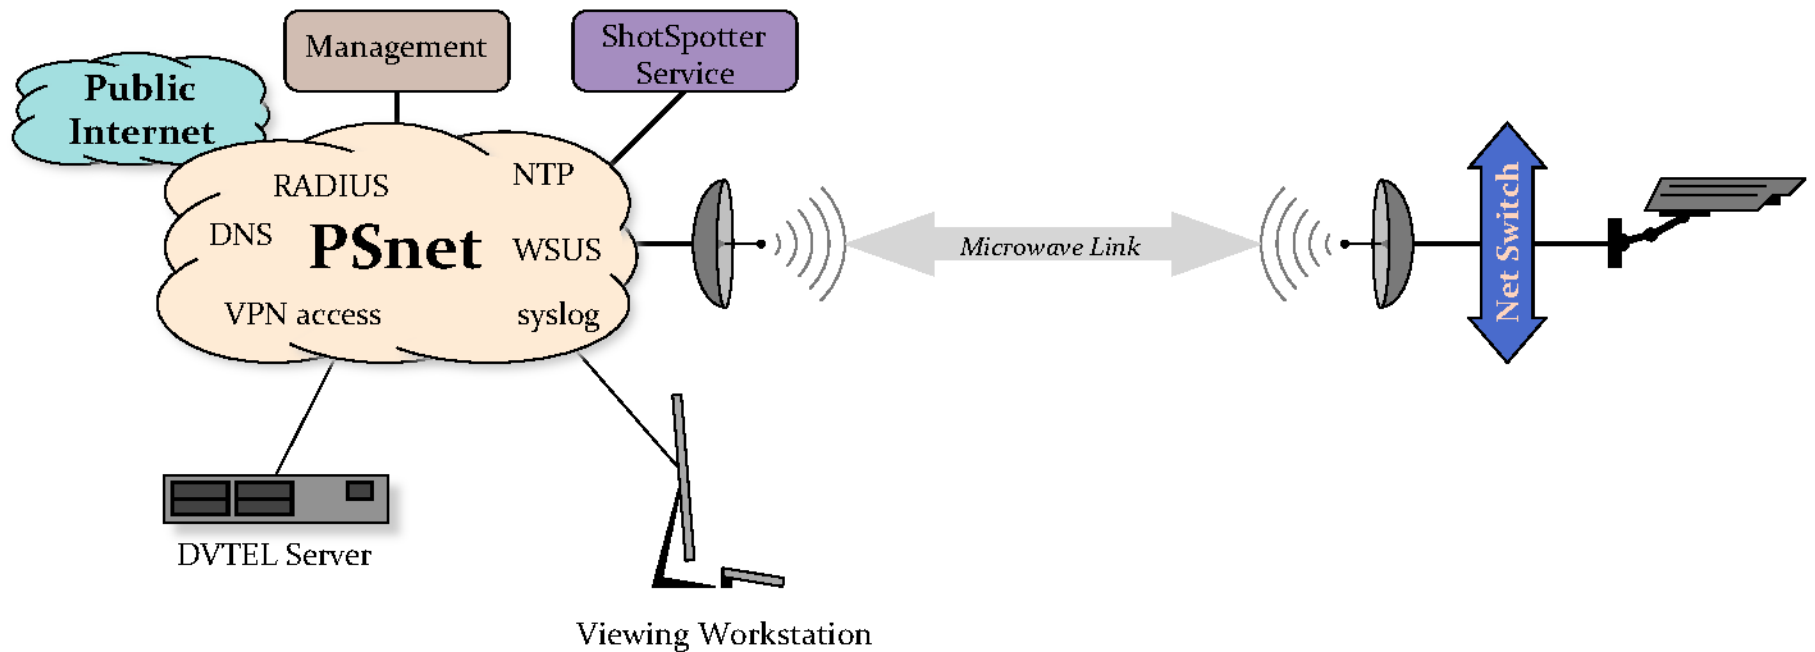 Management
ShotSpotter
Service
Public
Internet
RADIUS
NTP
DNS
PSnet
WSUS
VPN access
syslog
Microwave Link
Net Switch
DVTEL Server
Viewing Workstation